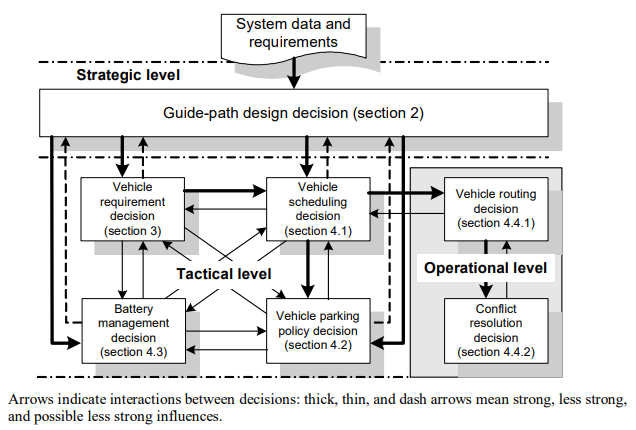 System data and
requirements
Strategic level
Guide-path design decision (section 2)
Vehicle
requirement
decision
(section 3)
Vehicle
scheduling
decision
(section 4.1)
Vehicle routing
decision
(section 4.4.1)
Tactical level
Operational level
Battery
management
decision
(section 4.3)
Vehicle parking
policy decision
(section 4.2)
Conflict
resolution
decision
(section 4.4.2)
Arrows indicate interactions between decisions: thick, thin, and dash arrows mean strong, less strong,
and possible less strong influences.